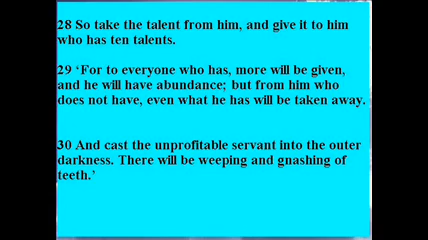 28 So take the talent from him, and give it to him
who has ten talents.
29 ‘For to everyone who has, more will be given,
and he will have abundance; but from him who
does not have, even what he has will be taken away.
30 And cast the unprofitable servant into the outer
darkness. There will be weeping and gnashing of
teeth.’